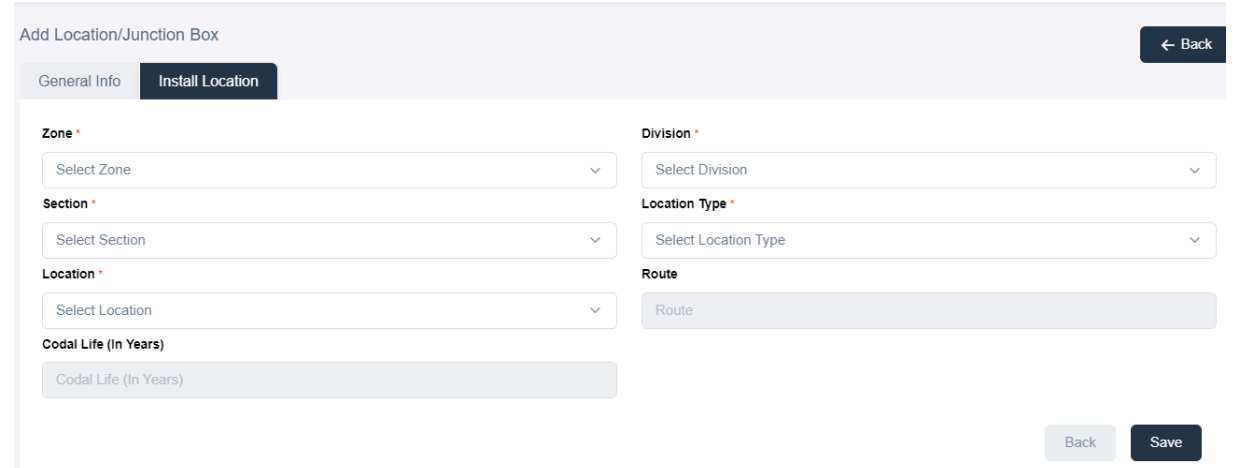 Add Location/Junction Box
← Back
General Info
Install Location
Zone *
Division *
Select Zone
Select Division
Section *
Location Type *
Select Section
Select Location Type
Location *
Route
Select Location
Route
Codal Life (In Years)
Codal Life (In Years)
Back
Save